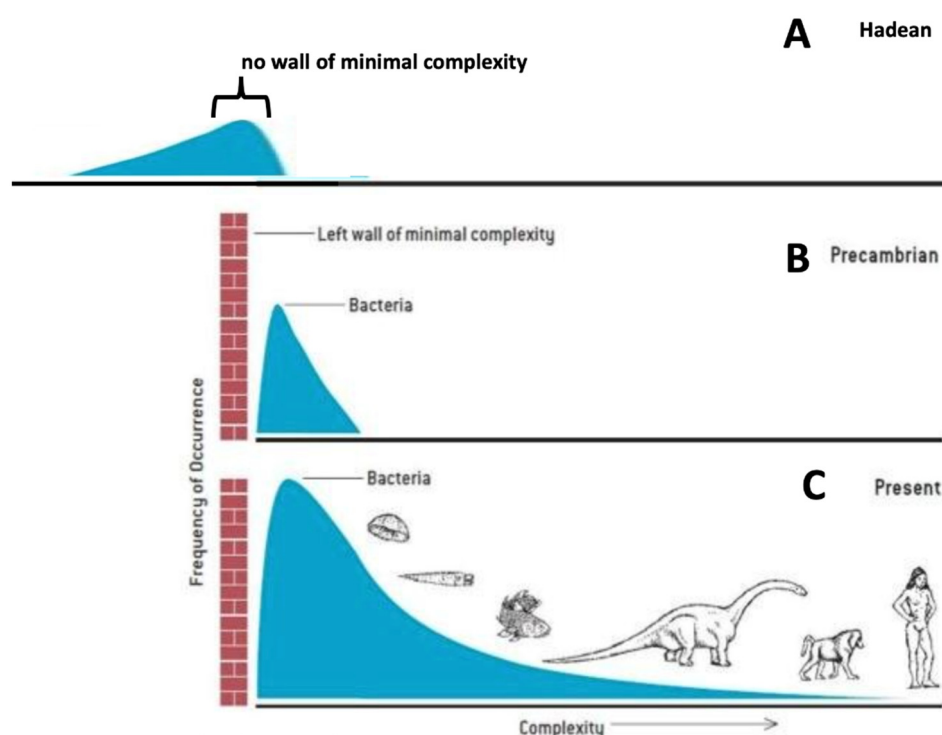 A Hadean
no wall of minimal complexity
Left wall of minimal complexity
B Precambrian
Bacteria
Frequency of Occurrence
Bacteria
C Present
Complexity